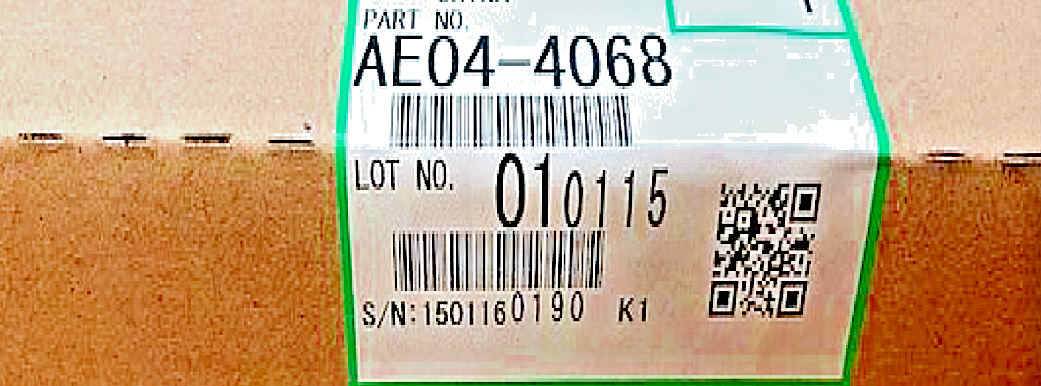 PART NO.
AE04-4068
LOT NO. 010115
S/N:1501160190 K1